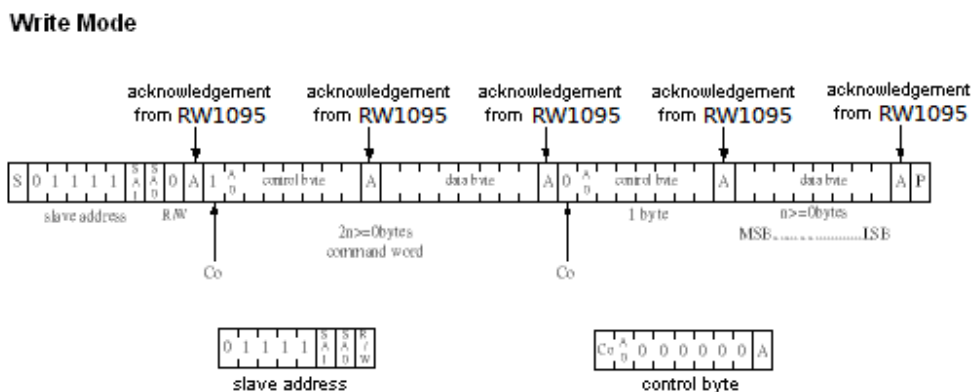 Write Mode
acknowledgement acknowledgement acknowledgement acknowledgement acknowledgement
from RW1095 from RW1095 from RW1095 from RW1095 from RW1095
S 0 1 1 1 1 SA1 SA0 0 A 1 A0 control byte A data byte A 0 A0 control byte A data byte A P
slave address R/W 1 byte n>=0bytes
2n>=0bytes MSB......................LSB
command word
Co Co
0 1 1 1 1 SA1 SA0 R/W Co A0 0 0 0 0 0 0 A
slave address control byte